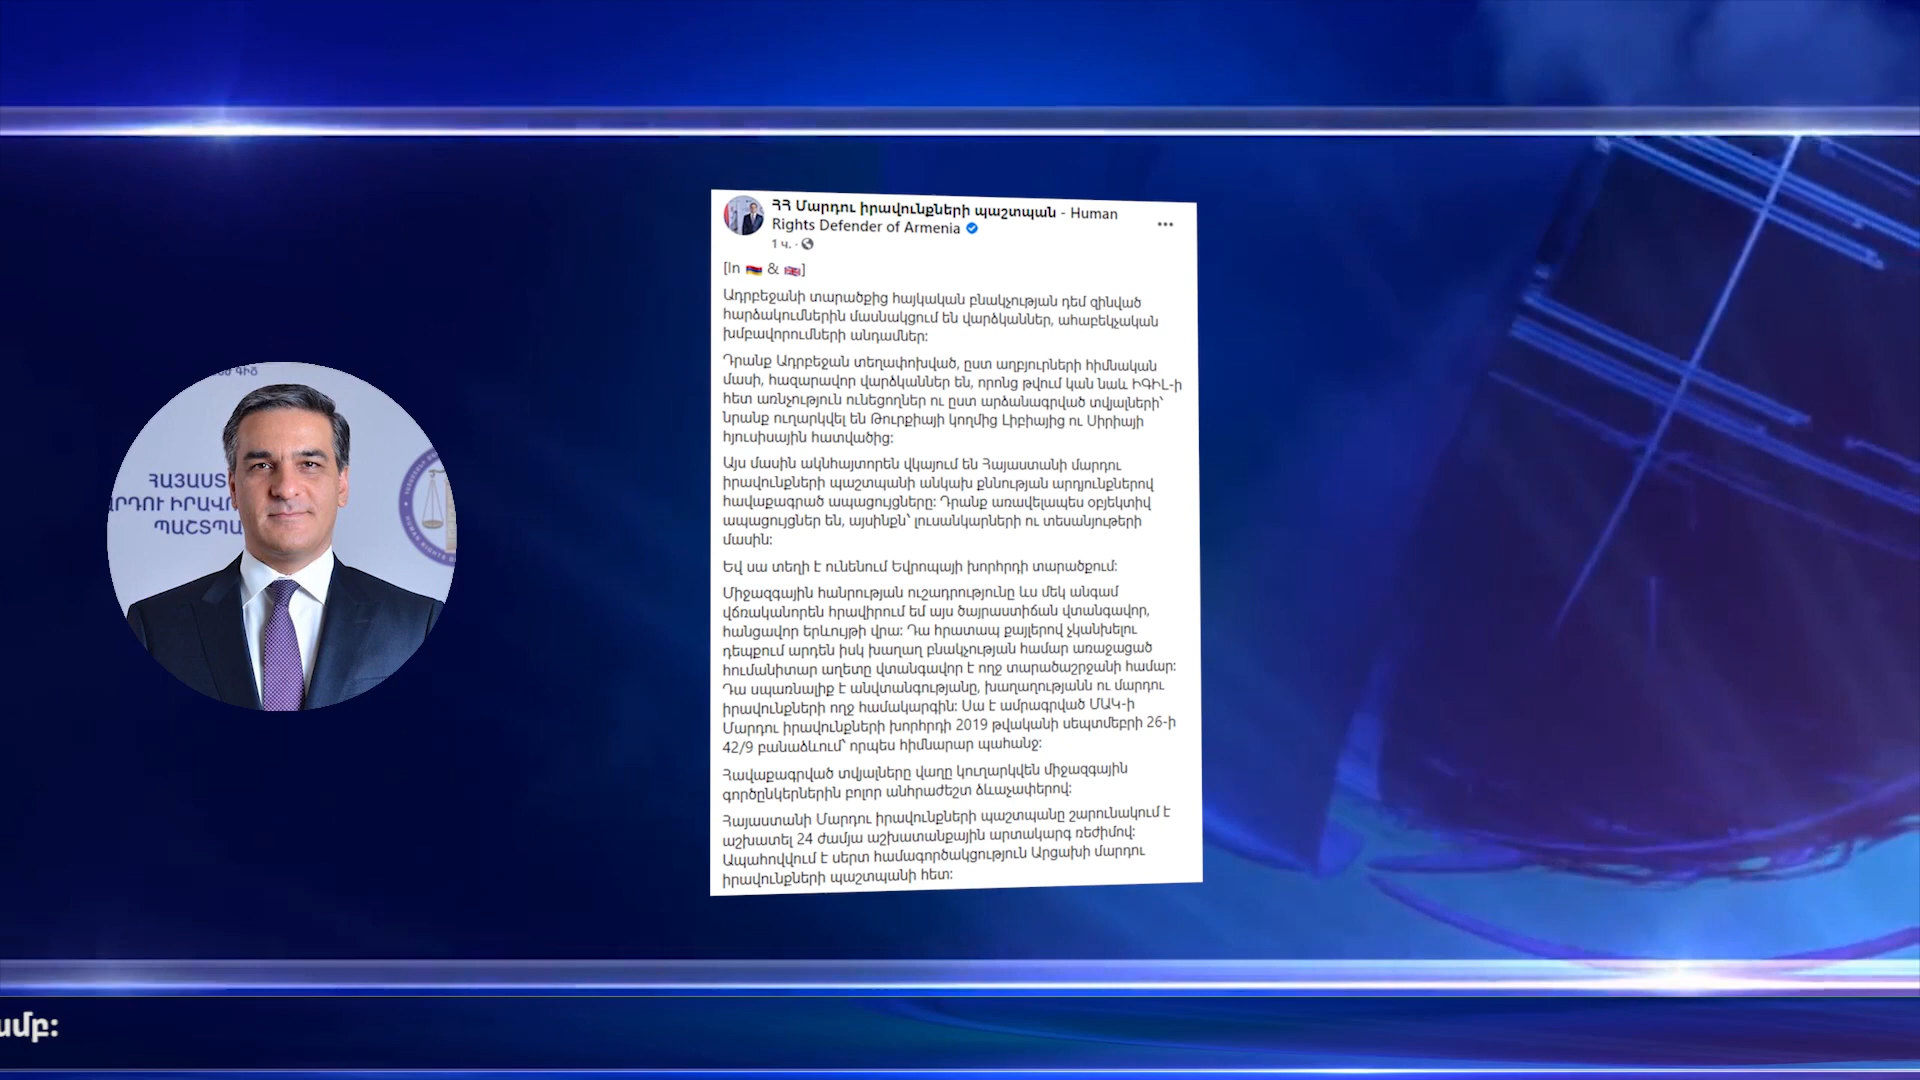 ՀՀ Մարդու իրավունքների պաշտպան - Human
Rights Defender of Armenia
1 ч. ·
[In 🇦🇲 & 🇬🇧]
Ադրբեջանի տարածքից հայկական բնակչության դեմ զինված
հարձակումներին մասնակցում են վարձկաններ, ահաբեկչական
խմբավորումների անդամներ:
Դրանք Ադրբեջան տեղափոխված, ըստ աղբյուրների հիմնական
մասի, հազարավոր վարձկաններ են, որոնց թվում կան նաև ԻԳԻԼ-ի
հետ առնչություն ունեցողներ ու ըստ արձանագրված տվյալների՝
նրանք ուղարկվել են Թուրքիայի կողմից Լիբիայից ու Սիրիայի
հյուսիսային հատվածից:
Այս մասին ակնհայտորեն վկայում են Հայաստանի մարդու
իրավունքների պաշտպանի անկախ քննության արդյունքներով
հավաքագրած ապացույցները: Դրանք առավելապես օբյեկտիվ
ապացույցներ են, այսինքն՝ լուսանկարների ու տեսանյութերի
մասին:
Եվ սա տեղի է ունենում Եվրոպայի խորհրդի տարածքում:
Միջազգային հանրության ուշադրությունը ևս մեկ անգամ
վճռականորեն հրավիրում եմ այս ծայրաստիճան վտանգավոր,
հանցավոր երևույթի վրա: Դա հրատապ քայլերով չկանխելու
դեպքում արդեն իսկ խաղաղ բնակչության համար առաջացած
հումանիտար աղետը վտանգավոր է ողջ տարածաշրջանի համար:
Դա սպառնալիք է անվտանգությանը, խաղաղությանն ու մարդու
իրավունքների ողջ համակարգին: Սա է ամրագրված ՄԱԿ-ի
Մարդու իրավունքների խորհրդի 2019 թվականի սեպտեմբրի 26-ի
42/9 բանաձևում՝ որպես հիմնարար պահանջ:
Հավաքագրված տվյալները վաղը կուղարկվեն միջազգային
գործընկերներին բոլոր անհրաժեշտ ձևաչափերով:
Հայաստանի Մարդու իրավունքների պաշտպանը շարունակում է
աշխատել 24 ժամյա աշխատանքային արտակարգ ռեժիմով:
Ապահովվում է սերտ համագործակցություն Արցախի մարդու
իրավունքների պաշտպանի հետ:
ՀԱՅԱՍՏ
ԱՐԴՈՒ ԻՐԱՎՈՒ
ՊԱՇՏՊԱ
ամբ: